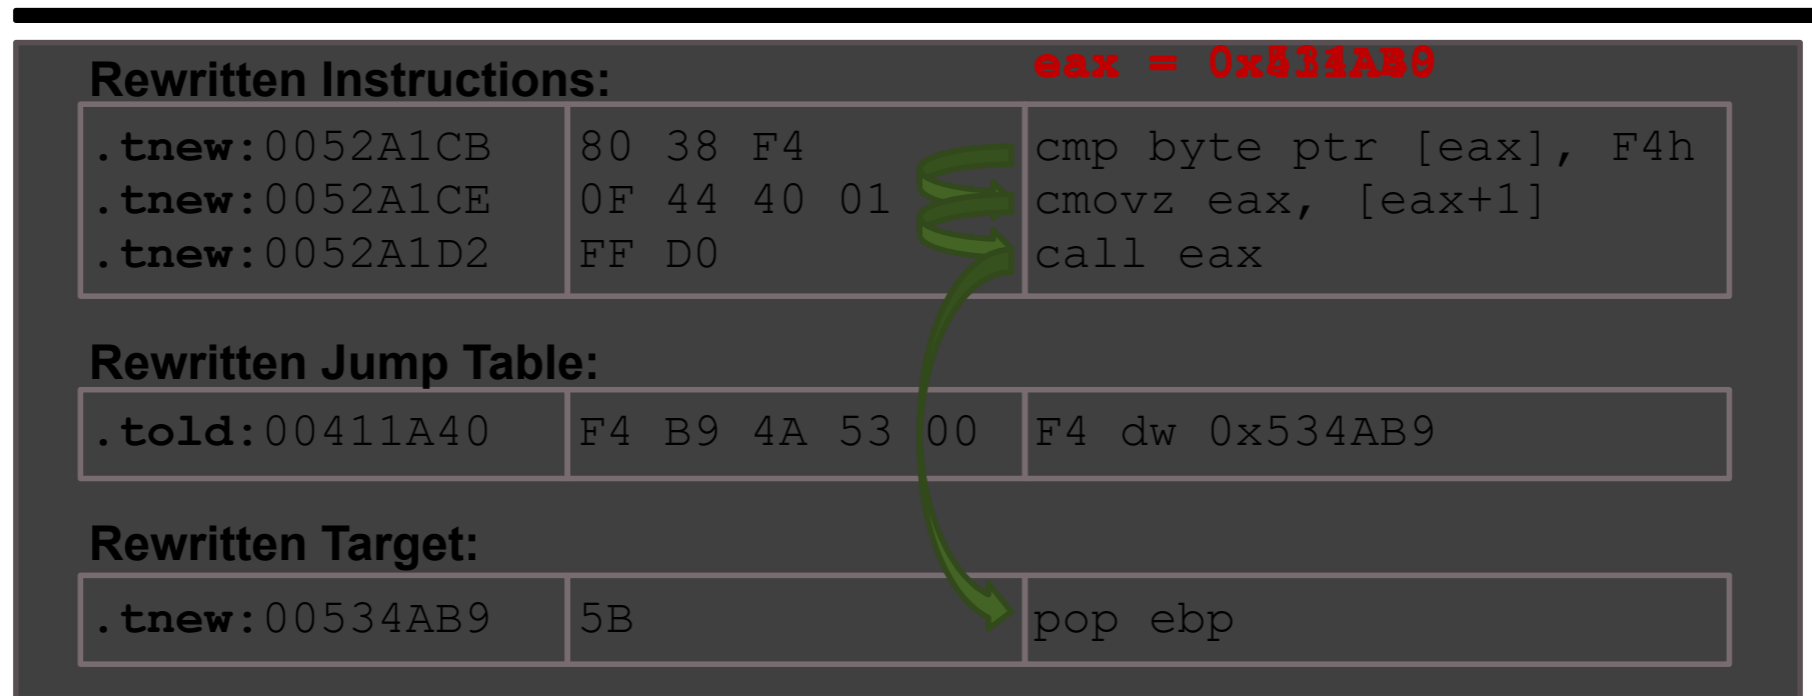 Rewritten Instructions: eax =
.tnew:0052A1CB 80 38 F4 cmp byte ptr [eax], F4h
.tnew:0052A1CE 0F 44 40 01 cmovz eax, [eax+1]
.tnew:0052A1D2 FF D0 call eax
Rewritten Jump Table:
.told:00411A40 F4 B9 4A 53 00 F4 dw 0x534AB9
Rewritten Target:
.tnew:00534AB9 5B pop ebp